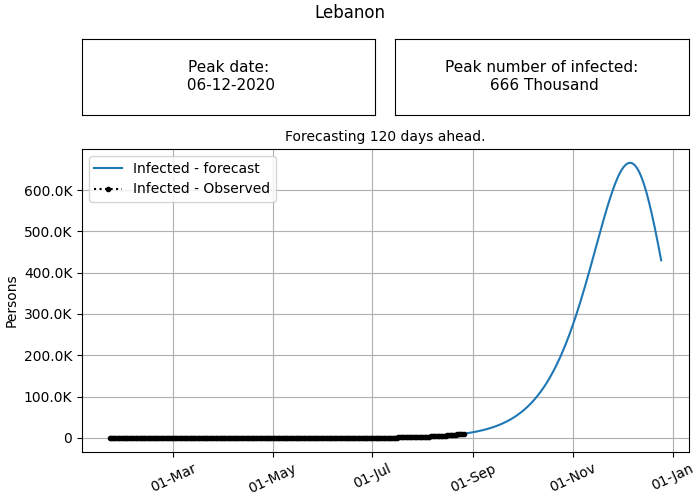 Lebanon
Peak date:
06-12-2020
Peak number of infected:
666 Thousand
Forecasting 120 days ahead.
Infected - forecast
Infected - Observed
Persons
600.0K
500.0K
400.0K
300.0K
200.0K
100.0K
0
01-Mar
01-May
01-Jul
01-Sep
01-Nov
01-Jan